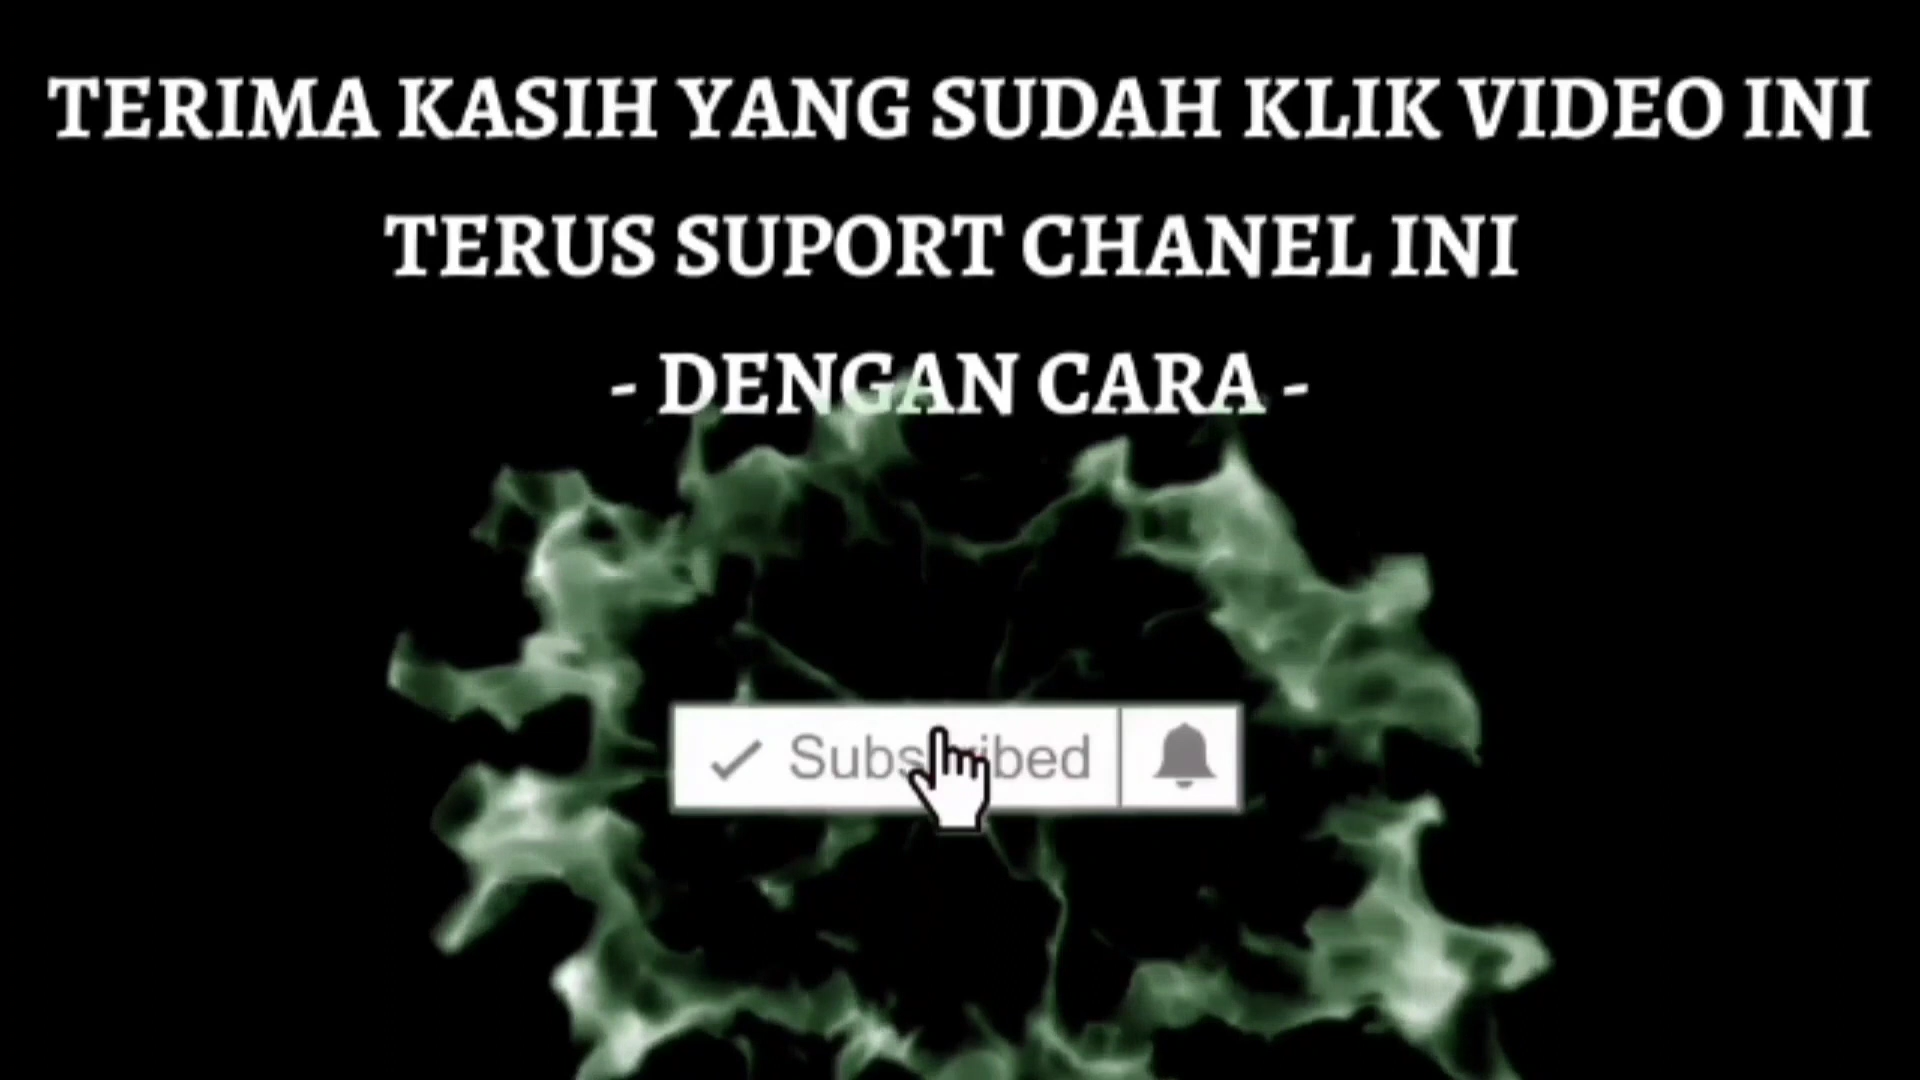 TERIMA KASIH YANG SUDAH KLIK VIDEO INI
TERUS SUPORT CHANEL INI
- DENGAN CARA -
Subscribed